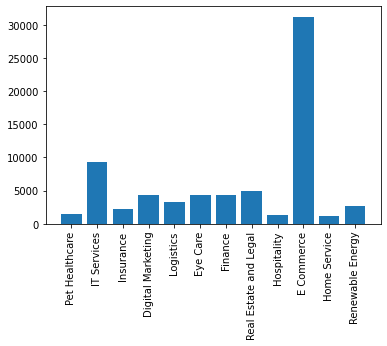 30000
25000
20000
15000
10000
5000
0
Pet Healthcare
IT Services
Insurance
Digital Marketing
Logistics
Eye Care
Finance
Real Estate and Legal
Hospitality
E Commerce
Home Service
Renewable Energy